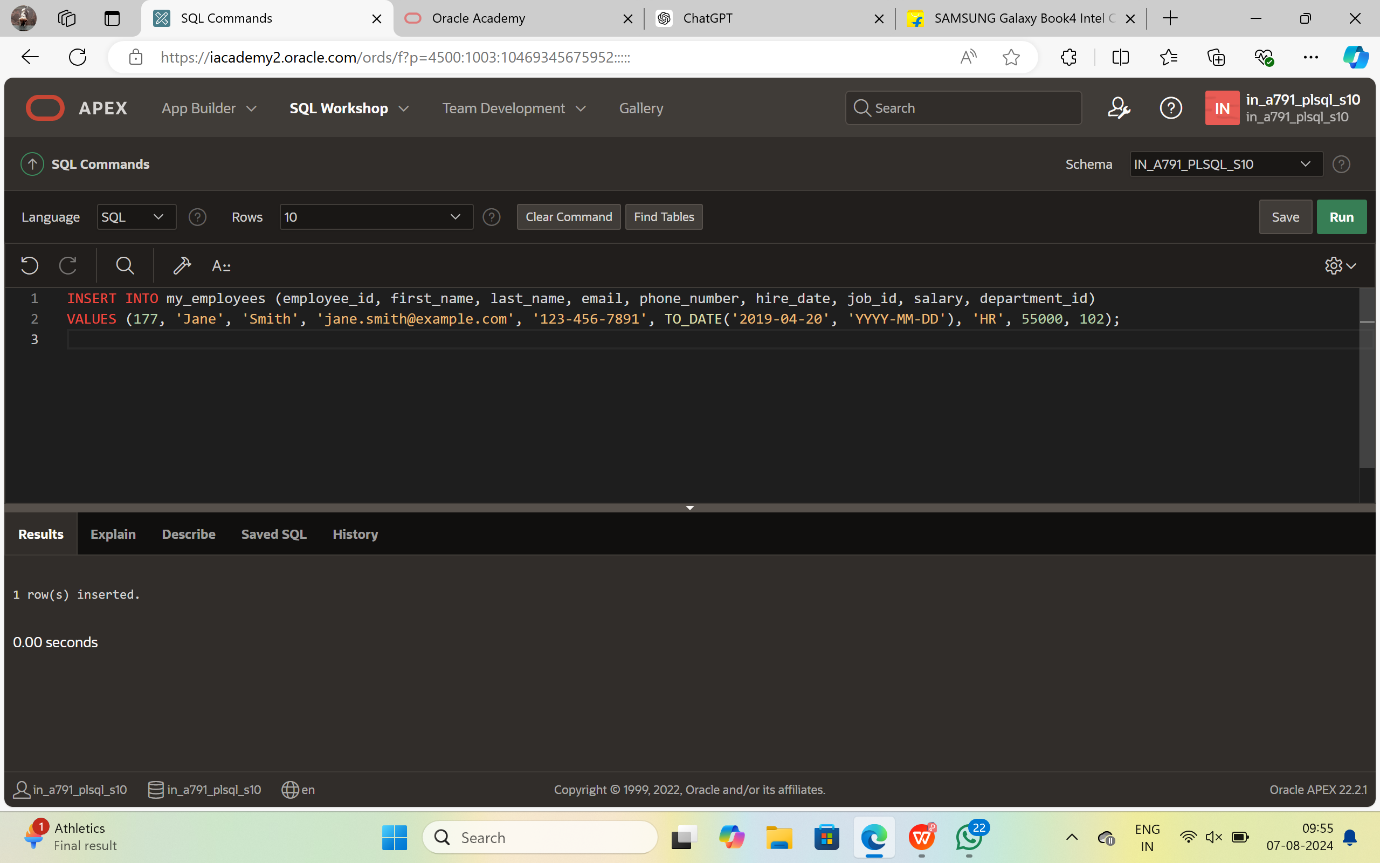 SQL Commands
Oracle Academy
ChatGPT
SAMSUNG Galaxy Book4 Intel C
https://iacademy2.oracle.com/ords/f?p=4500:1003:10469345675952:::::
APEX
App Builder
SQL Workshop
Team Development
Gallery
Search
IN
in_a791_plsql_s10
in_a791_plsql_s10
SQL Commands
Schema
IN_A791_PLSQL_S10
Language
SQL
Rows
10
Clear Command
Find Tables
Save
Run
1 INSERT INTO my_employees (employee_id, first_name, last_name, email, phone_number, hire_date, job_id, salary, department_id)
2 VALUES (177, 'Jane', 'Smith', 'jane.smith@example.com', '123-456-7891', TO_DATE('2019-04-20', 'YYYY-MM-DD'), 'HR', 55000, 102);
3
Results
Explain
Describe
Saved SQL
History
1 row(s) inserted.
0.00 seconds
in_a791_plsql_s10
in_a791_plsql_s10
en
Copyright © 1999, 2022, Oracle and/or its affiliates.
Oracle APEX 22.2.1
1
Athletics
Final result
Search
22
ENG
IN
09:55
07-08-2024